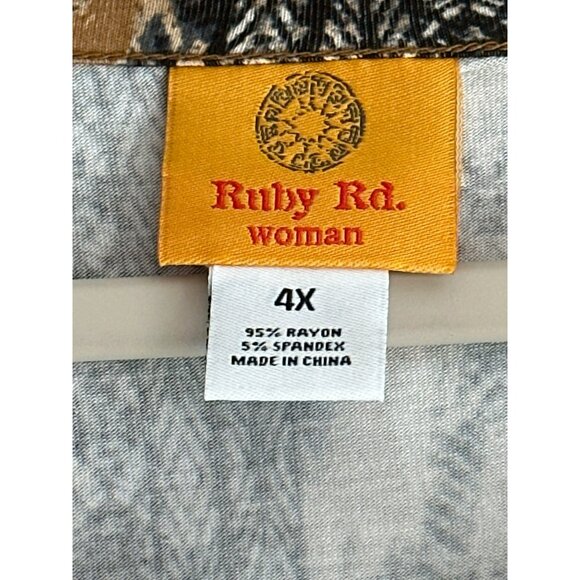 Ruby Rd.
woman
4X
95% RAYON
5% SPANDEX
MADE IN CHINA